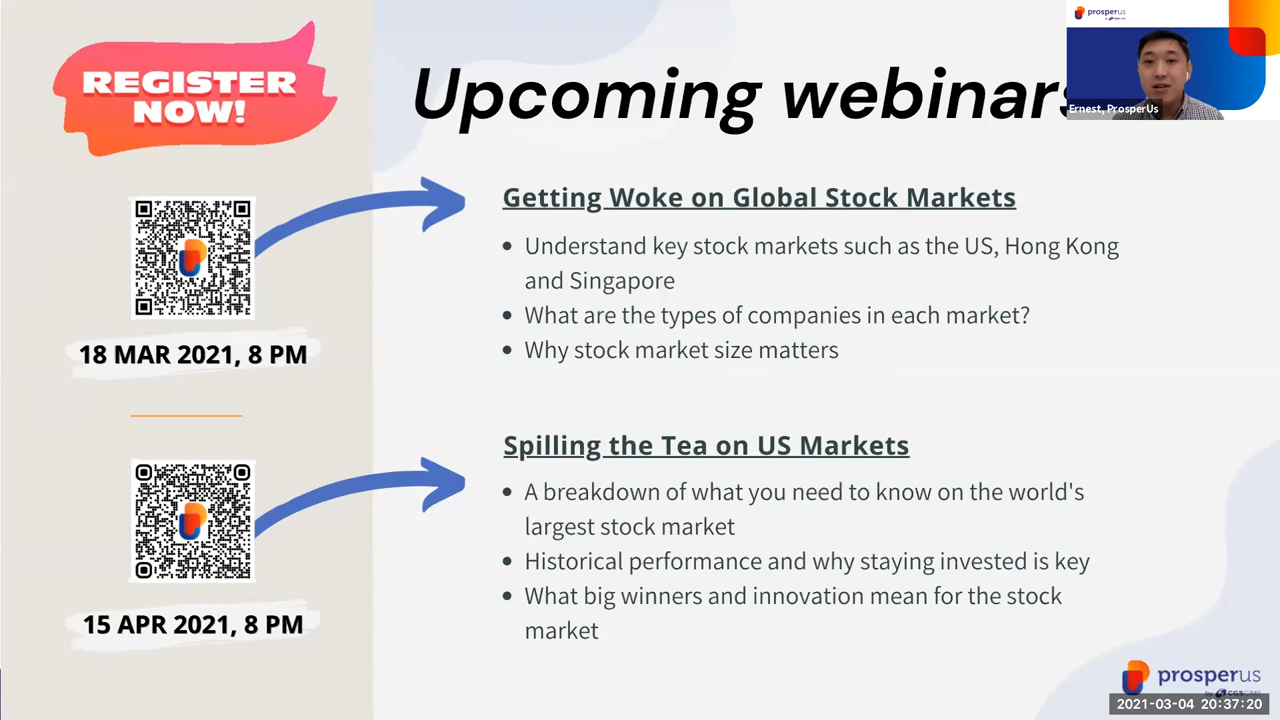 REGISTER
NOW!
Upcoming webinars
prosperus
Ernest, ProsperUs
Getting Woke on Global Stock Markets
Understand key stock markets such as the US, Hong Kong
and Singapore
What are the types of companies in each market?
Why stock market size matters
18 MAR 2021, 8 PM
Spilling the Tea on US Markets
A breakdown of what you need to know on the world's
largest stock market
Historical performance and why staying invested is key
What big winners and innovation mean for the stock
market
15 APR 2021, 8 PM
prosperus
2021-03-04 20:37:20